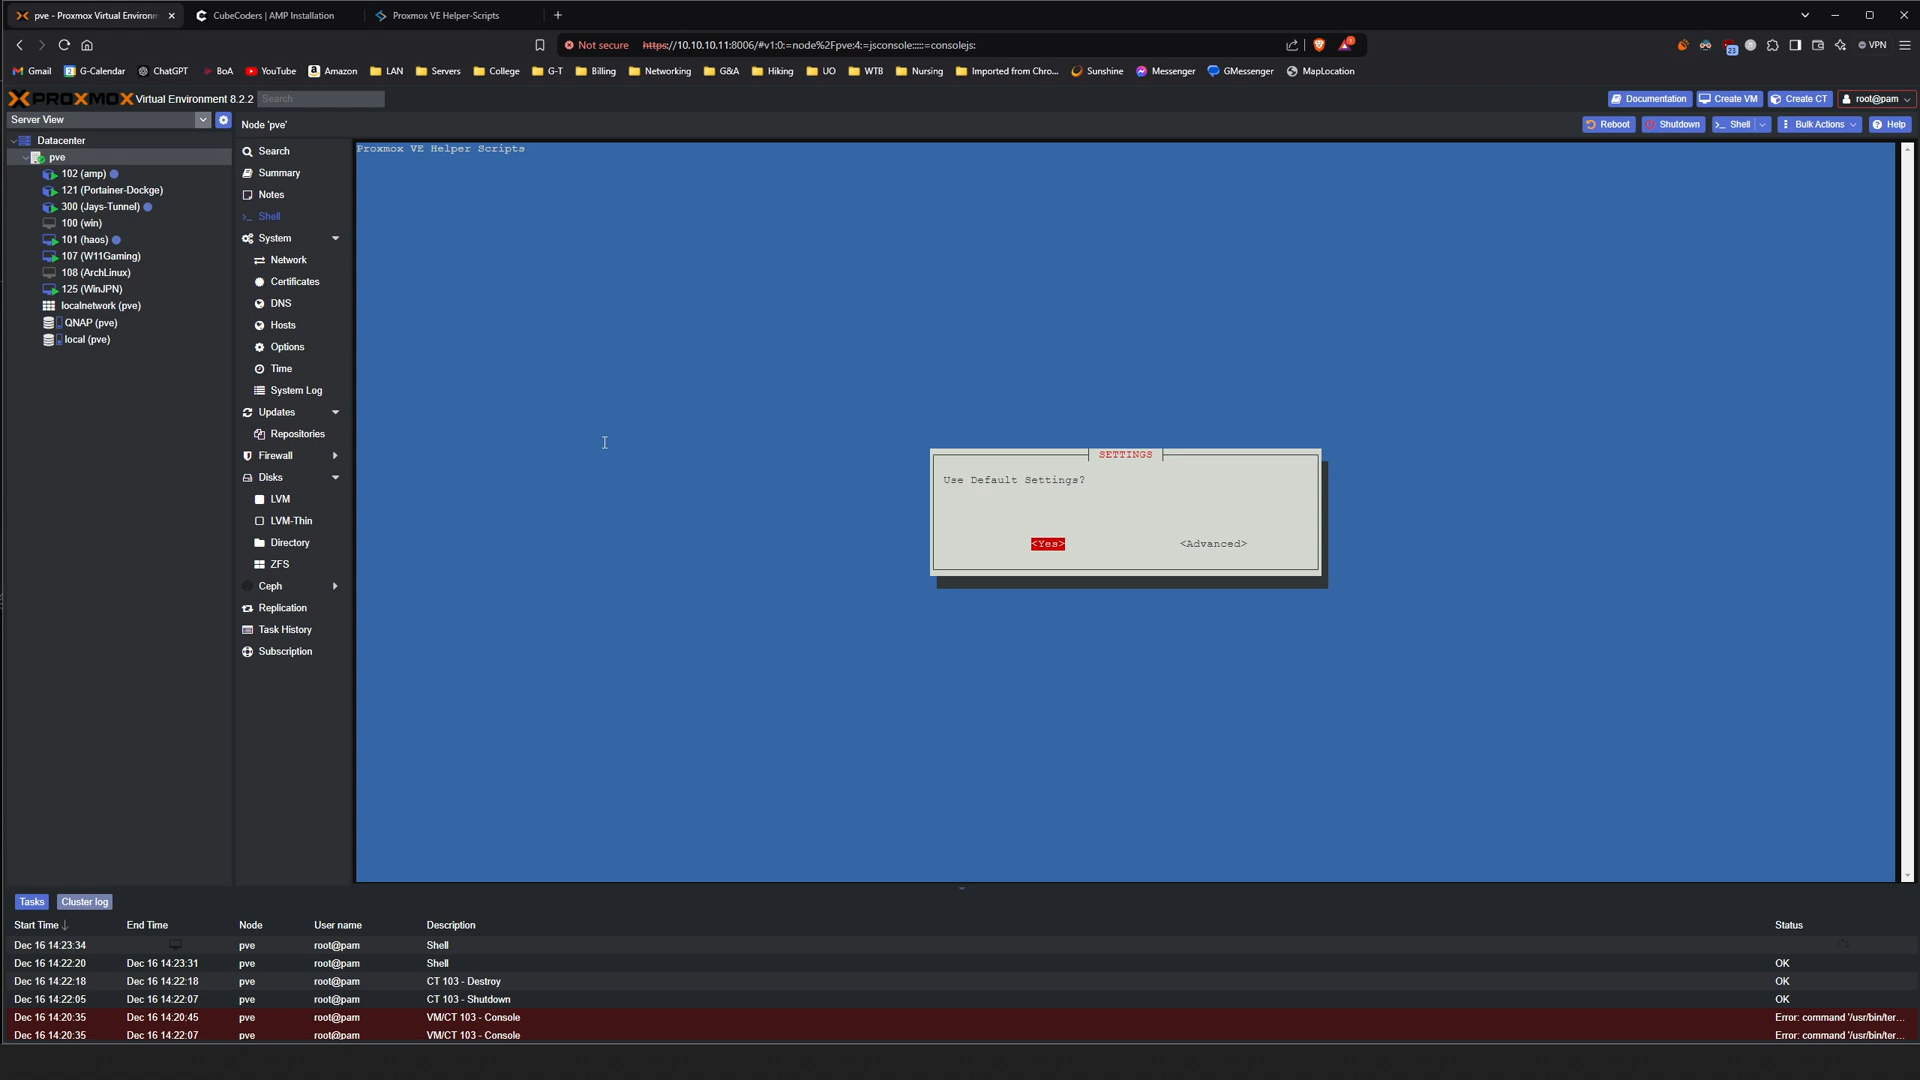 pve - Proxmox Virtual Environm
CubeCoders | AMP Installation
Proxmox VE Helper-Scripts
Not secure
https://10.10.10.11:8006/#v1:0:=node%2Fpve:4:=jsconsole:::::=consolejs:
1
23
VPN
Gmail
G-Calendar
ChatGPT
BoA
YouTube
Amazon
LAN
Servers
College
G-T
Billing
Networking
G&A
Hiking
UO
WTB
Nursing
Imported from Chro...
Sunshine
Messenger
GMessenger
MapLocation
PROXMOX Virtual Environment 8.2.2
Search
Documentation
Create VM
Create CT
root@pam
Server View
Node 'pve'
Reboot
Shutdown
Shell
Bulk Actions
Help
Datacenter
pve
102 (amp)
121 (Portainer-Dockge)
300 (Jays-Tunnel)
100 (win)
101 (haos)
107 (W11Gaming)
108 (ArchLinux)
125 (WinJPN)
localnetwork (pve)
QNAP (pve)
local (pve)
Search
Summary
Notes
Shell
System
Network
Certificates
DNS
Hosts
Options
Time
System Log
Updates
Repositories
Firewall
Disks
LVM
LVM-Thin
Directory
ZFS
Ceph
Replication
Task History
Subscription
Proxmox VE Helper Scripts
SETTINGS
Use Default Settings?
<Yes>
<Advanced>
Tasks
Cluster log
Start Time End Time Node User name Description Status
Dec 16 14:23:34 pve root@pam Shell
Dec 16 14:22:20 Dec 16 14:23:31 pve root@pam Shell OK
Dec 16 14:22:18 Dec 16 14:22:18 pve root@pam CT 103 - Destroy OK
Dec 16 14:22:05 Dec 16 14:22:07 pve root@pam CT 103 - Shutdown OK
Dec 16 14:20:35 Dec 16 14:20:45 pve root@pam VM/CT 103 - Console Error: command '/usr/bin/ter...
Dec 16 14:20:35 Dec 16 14:22:07 pve root@pam VM/CT 103 - Console Error: command '/usr/bin/ter...